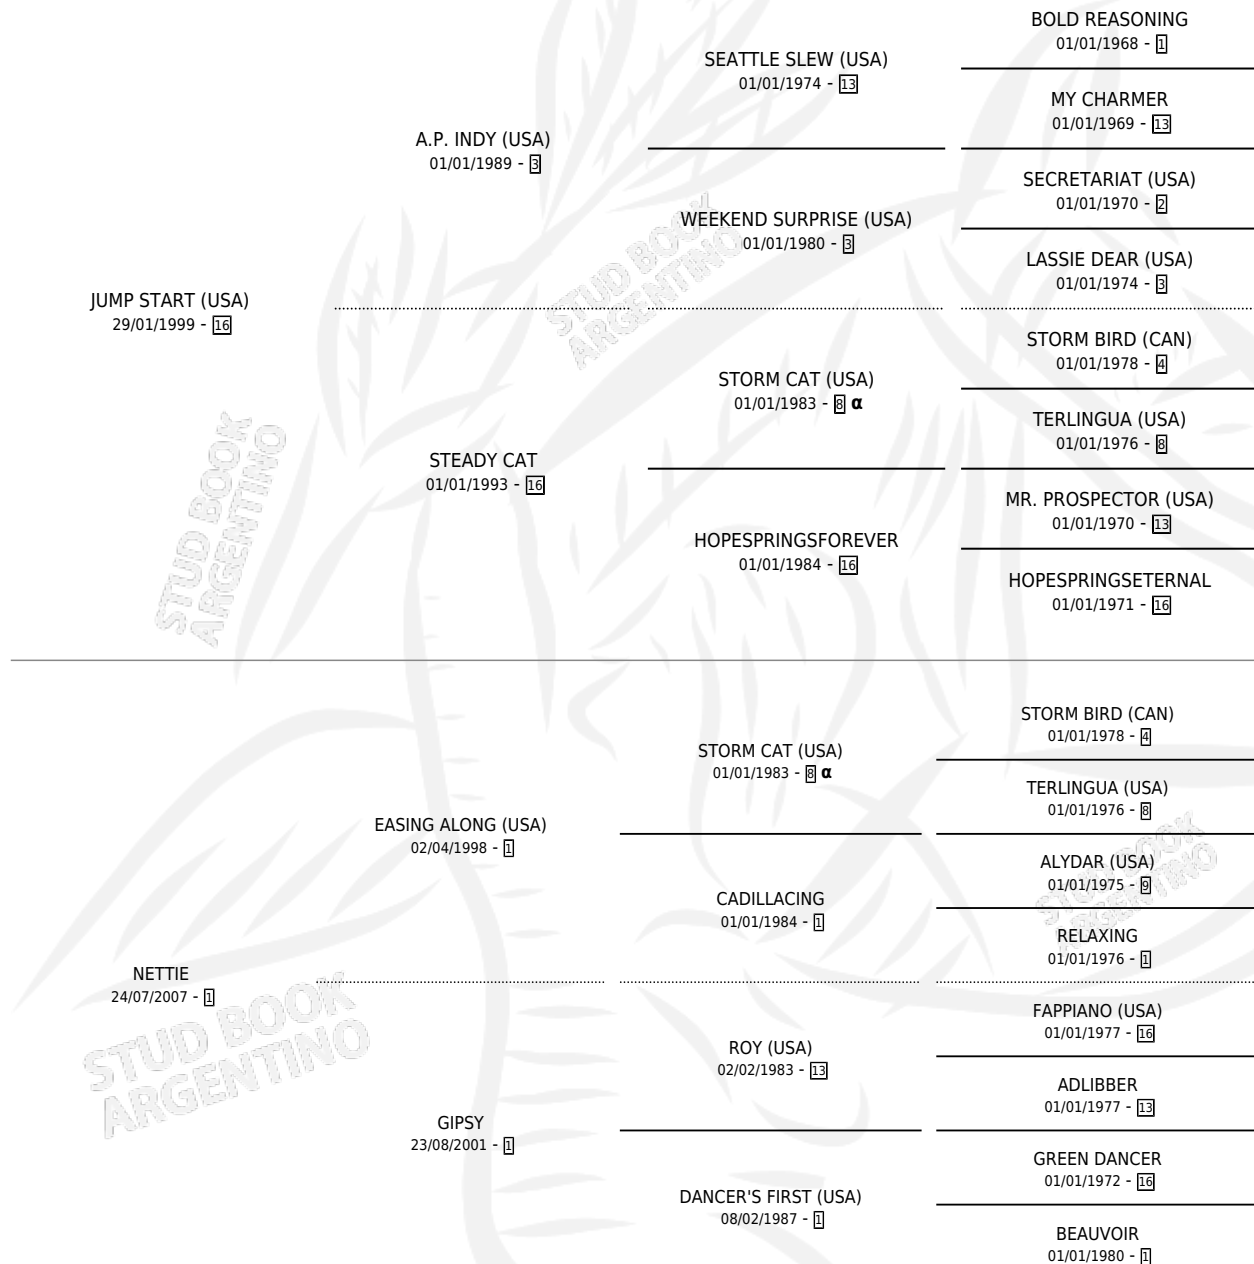 BOLD REASONING
01/01/1968 - 1
SEATTLE SLEW (USA)
01/01/1974 - 13
MY CHARMER
01/01/1969 - 13
A.P. INDY (USA)
01/01/1989 - 3
SECRETARIAT (USA)
01/01/1970 - 2
WEEKEND SURPRISE (USA)
01/01/1980 - 3
LASSIE DEAR (USA)
01/01/1974 - 3
JUMP START (USA)
29/01/1999 - 16
STORM BIRD (CAN)
01/01/1978 - 4
STORM CAT (USA)
01/01/1983 - 8 α
TERLINGUA (USA)
01/01/1976 - 8
STEADY CAT
01/01/1993 - 16
MR. PROSPECTOR (USA)
01/01/1970 - 13
HOPESPRINGSFOREVER
01/01/1984 - 16
HOPESPRINGSETERNAL
01/01/1971 - 16
STORM BIRD (CAN)
01/01/1978 - 4
STORM CAT (USA)
01/01/1983 - 8 α
TERLINGUA (USA)
01/01/1976 - 8
EASING ALONG (USA)
02/04/1998 - 1
ALYDAR (USA)
01/01/1975 - 9
CADILLACING
01/01/1984 - 1
RELAXING
01/01/1976 - 1
NETTIE
24/07/2007 - 1
FAPPIANO (USA)
01/01/1977 - 16
ROY (USA)
02/02/1983 - 13
ADLIBBER
01/01/1977 - 13
GIPSY
23/08/2001 - 1
GREEN DANCER
01/01/1972 - 16
DANCER'S FIRST (USA)
08/02/1987 - 1
BEAUVOIR
01/01/1980 - 1
STUD BOOK
ARGENTINO
STUD BOOK
ARGENTINO
STUD BOOK
ARGENTINO
STUD BOOK
ARGENTINO